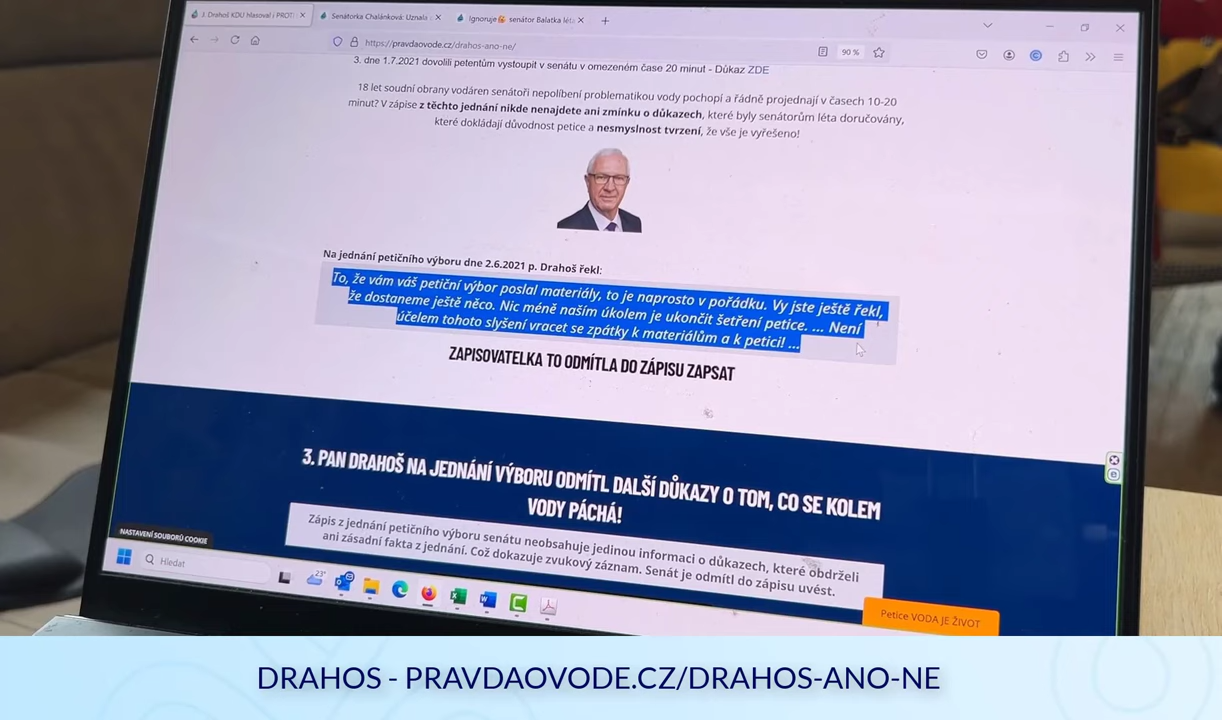 J. Drahoš KDU hlasoval i PROTI
Senátorka Chalánková: Uznala
Ignoruje senátor Balatka léta
https://pravdaovode.cz/drahos-ano-ne/
90 %
3. dne 1.7.2021 dovolili petentům vystoupit v senátu v omezeném čase 20 minut - Důkaz ZDE
18 let soudní obrany vodáren senátoři nepolíbení problematikou vody pochopí a řádně projednají v časech 10-20
minut? V zápise z těchto jednání nikde nenajdete ani zmínku o důkazech, které byly senátorům léta doručovány,
které dokládají důvodnost petice a nesmyslnost tvrzení, že vše je vyřešeno!
Na jednání petičního výboru dne 2.6.2021 p. Drahoš řekl:
To, že vám váš petiční výbor poslal materiály, to je naprosto v pořádku. Vy jste ještě řekl,
že dostaneme ještě něco. Nic méně naším úkolem je ukončit šetření petice. ... Není
účelem tohoto slyšení vracet se zpátky k materiálům a k petici! ...
ZAPISOVATELKA TO ODMÍTLA DO ZÁPISU ZAPSAT
3. PAN DRAHOŠ NA JEDNÁNÍ VÝBORU ODMÍTL DALŠÍ DŮKAZY O TOM, CO SE KOLEM
VODY PÁCHÁ!
Zápis z jednání petičního výboru senátu neobsahuje jedinou informaci o důkazech, které obdrželi
ani zásadní fakta z jednání. Což dokazuje zvukový záznam. Senát je odmítl do zápisu uvést.
NASTAVENÍ SOUBORŮ COOKIE
Petice VODA JE ŽIVOT
Hledat
23°
DRAHOS - PRAVDAOVODE.CZ/DRAHOS-ANO-NE